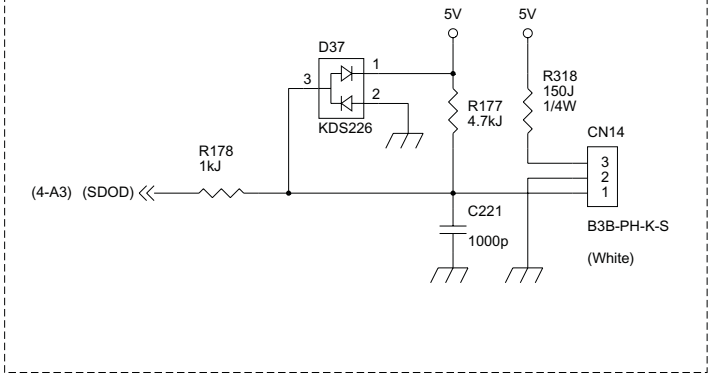 5V
5V
D37
1
3
2
KDS226
R177
4.7kJ
R318
150J
1/4W
CN14
3
2
1
B3B-PH-K-S
(White)
R178
1kJ
(4-A3) (SDOD)
C221
1000p